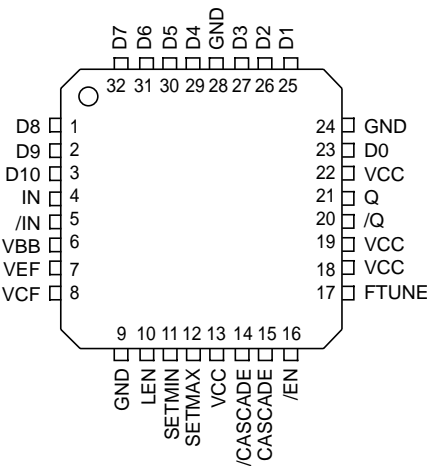 D7 D6 D5 D4 GND D3 D2 D1
32 31 30 29 28 27 26 25
D8 1
D9 2
D10 3
IN 4
/IN 5
VBB 6
VEF 7
VCF 8
24 GND
23 D0
22 VCC
21 Q
20 /Q
19 VCC
18 VCC
17 FTUNE
9 10 11 12 13 14 15 16
GND LEN SETMIN SETMAX VCC /CASCADE CASCADE /EN